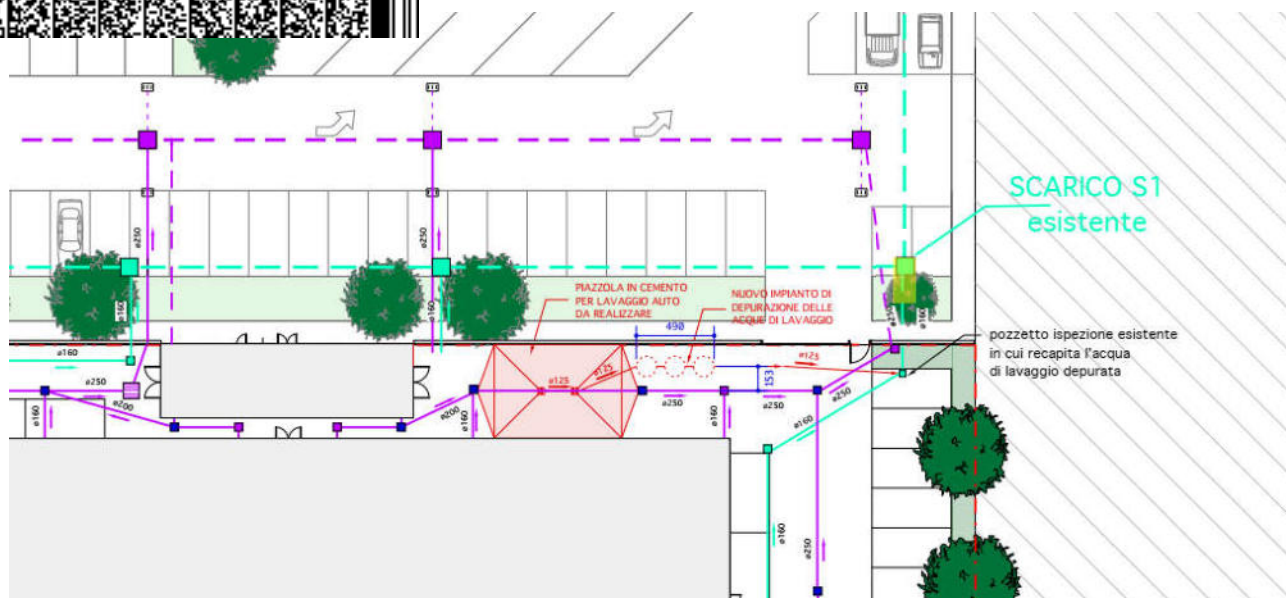 SCARICO S1
esistente
ø250
ø250
ø160
ø160
PIAZZOLA IN CEMENTO
PER LAVAGGIO AUTO
DA REALIZZARE
NUOVO IMPIANTO DI
DEPURAZIONE DELLE
ACQUE DI LAVAGGIO
490
ø250
ø160
pozzetto ispezione esistente
in cui recapita l'acqua
di lavaggio depurata
ø160
ø250
ø200
ø160
ø200
ø160
ø125
ø125
ø125
153
ø250
ø250
ø250
ø160
ø160
ø160
ø250